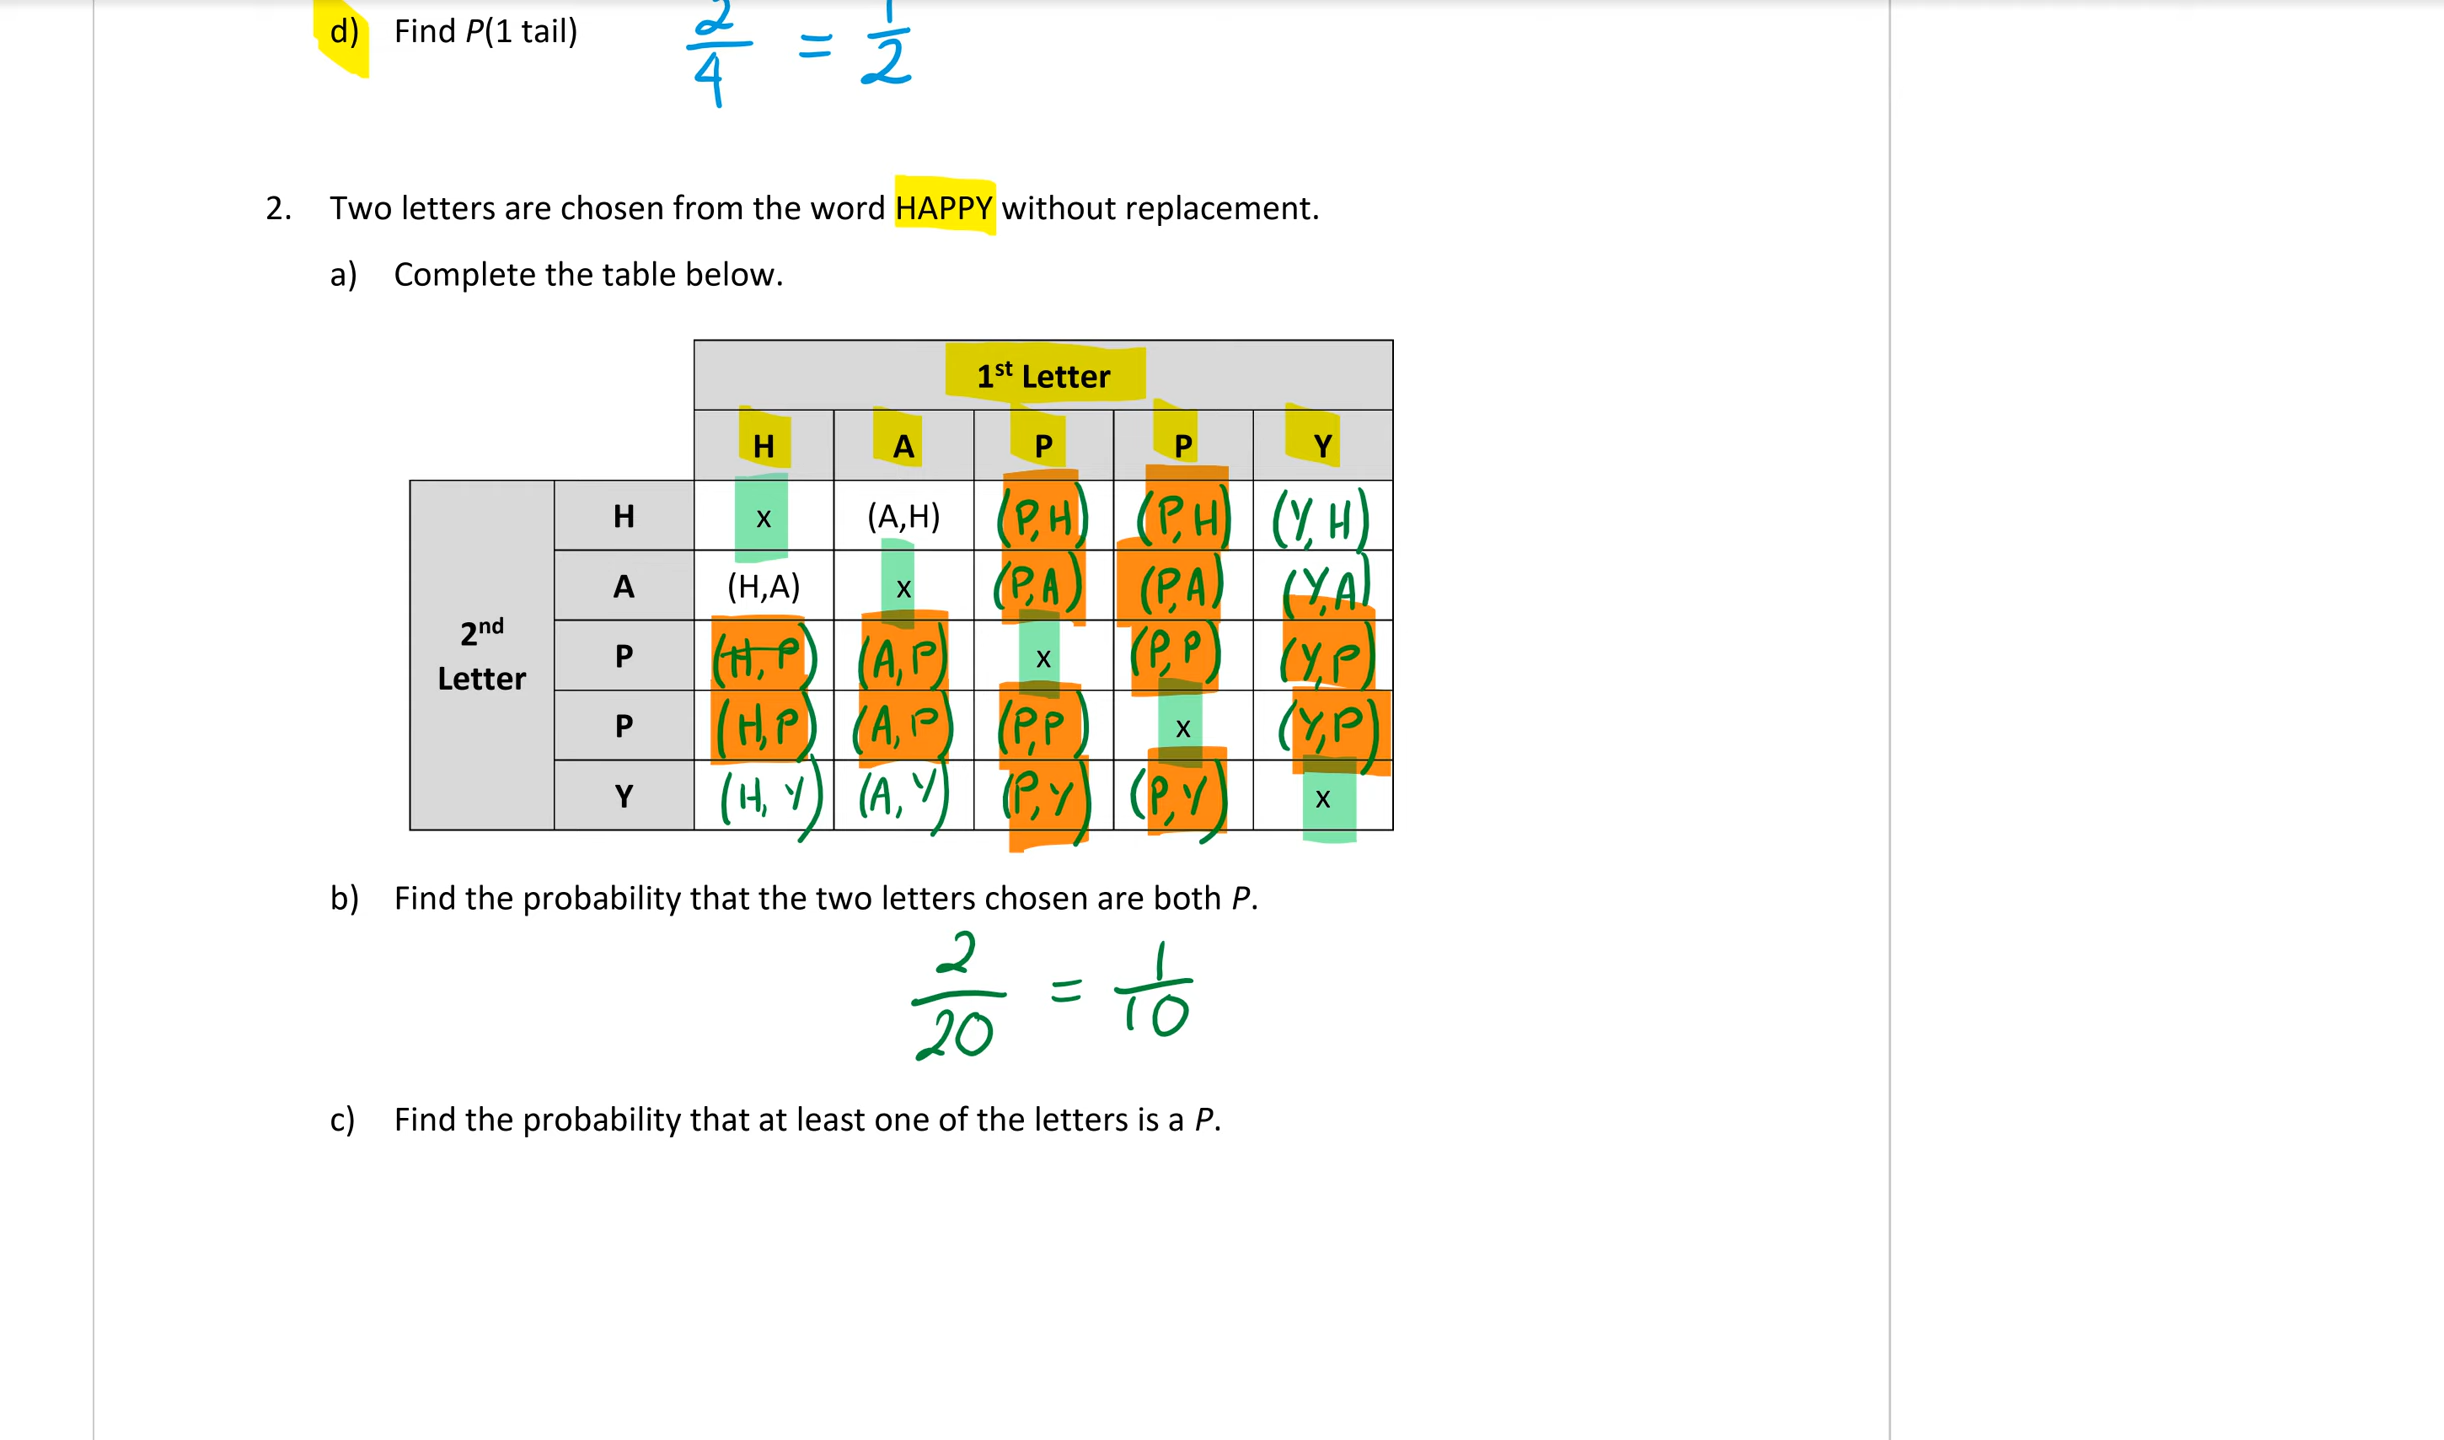 d) Find P(1 tail) 2/4 = 1/2
2. Two letters are chosen from the word HAPPY without replacement.
a) Complete the table below.
1st Letter
H A P P Y
H x (A,H) (P,H) (P,H) (Y,H)
A (H,A) x (P,A) (P,A) (Y,A)
2nd Letter
P (H,P) (A,P) x (P,P) (Y,P)
P (H,P) (A,P) (P,P) x (Y,P)
Y (H,Y) (A,Y) (P,Y) (P,Y) x
b) Find the probability that the two letters chosen are both P.
2/20 = 1/10
c) Find the probability that at least one of the letters is a P.